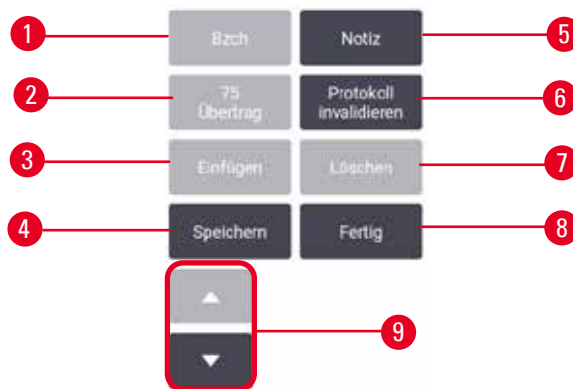 1
Bzch
Notiz
5
2
75
Übertrag
Protokoll
invalidieren
6
3
Einfügen
Löschen
7
4
Speichern
Fertig
8
9